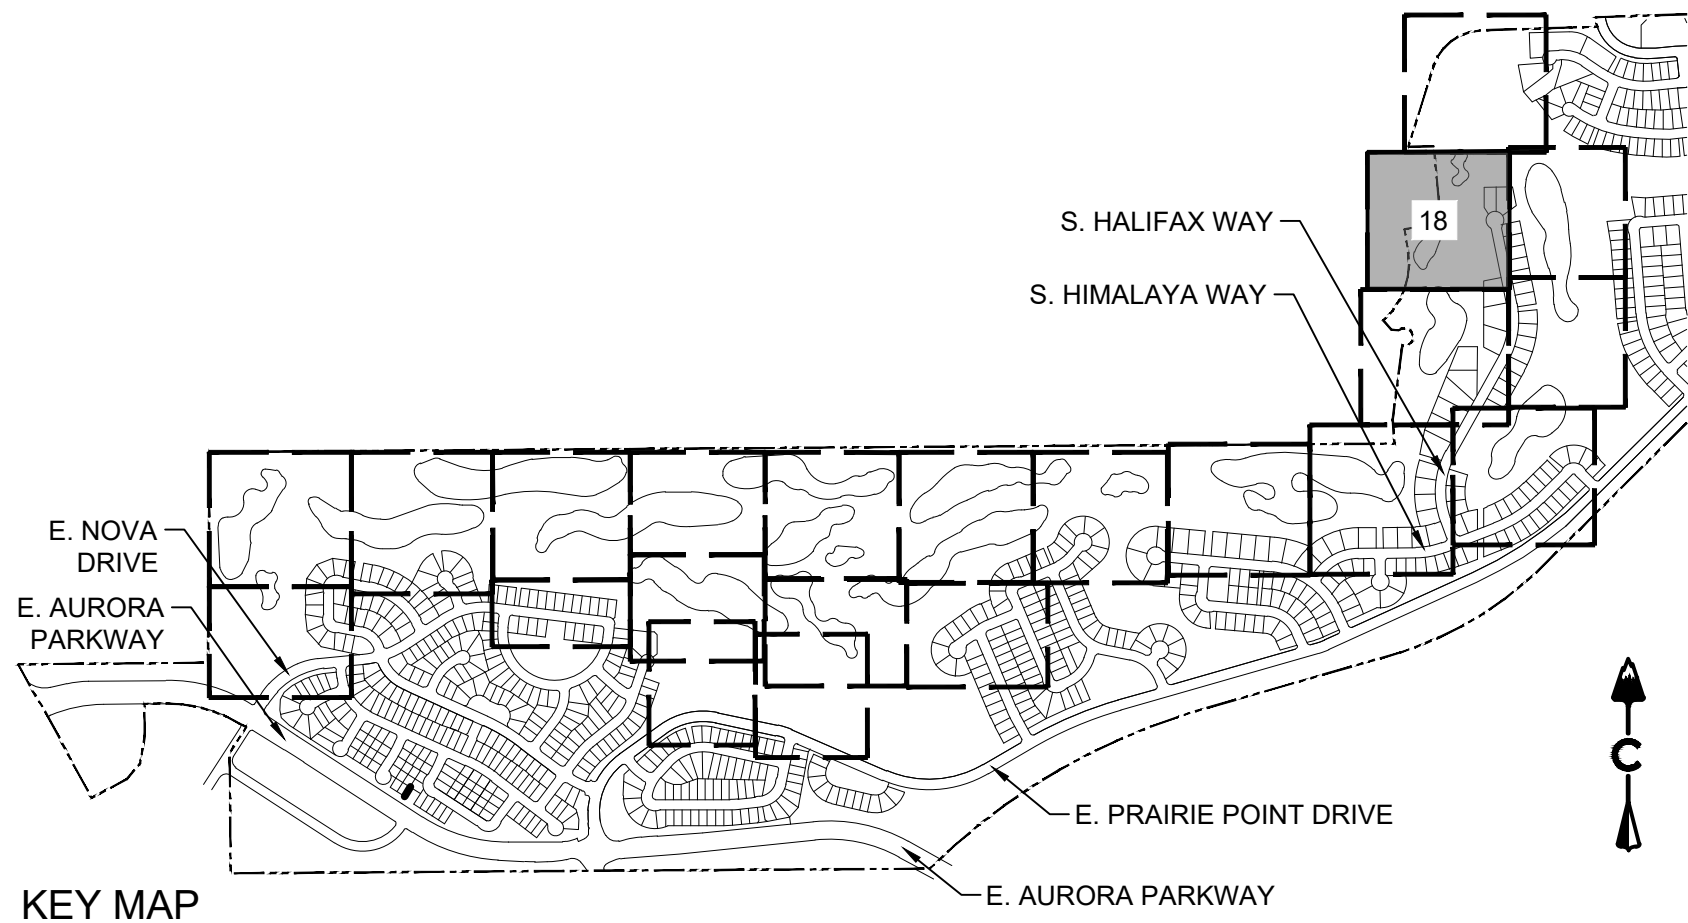 18
S. HALIFAX WAY
S. HIMALAYA WAY
E. NOVA
DRIVE
E. AURORA
PARKWAY
E. PRAIRIE POINT DRIVE
E. AURORA PARKWAY
KEY MAP
C